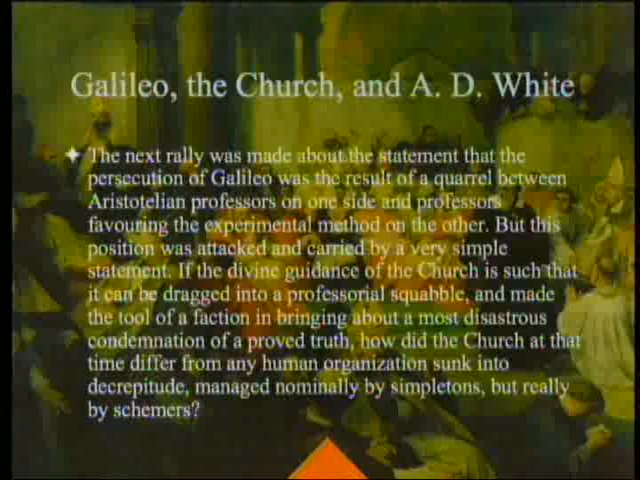 Galileo, the Church, and A. D. White
The next rally was made about the statement that the
persecution of Galileo was the result of a quarrel between
Aristotelian professors on one side and professors
favouring the experimental method on the other. But this
position was attacked and carried by a very simple
statement. If the divine guidance of the Church is such that
it can be dragged into a professorial squabble, and made
the tool of a faction in bringing about a most disastrous
condemnation of a proved truth, how did the Church at that
time differ from any human organization sunk into
decrepitude, managed nominally by simpletons, but really
by schemers?